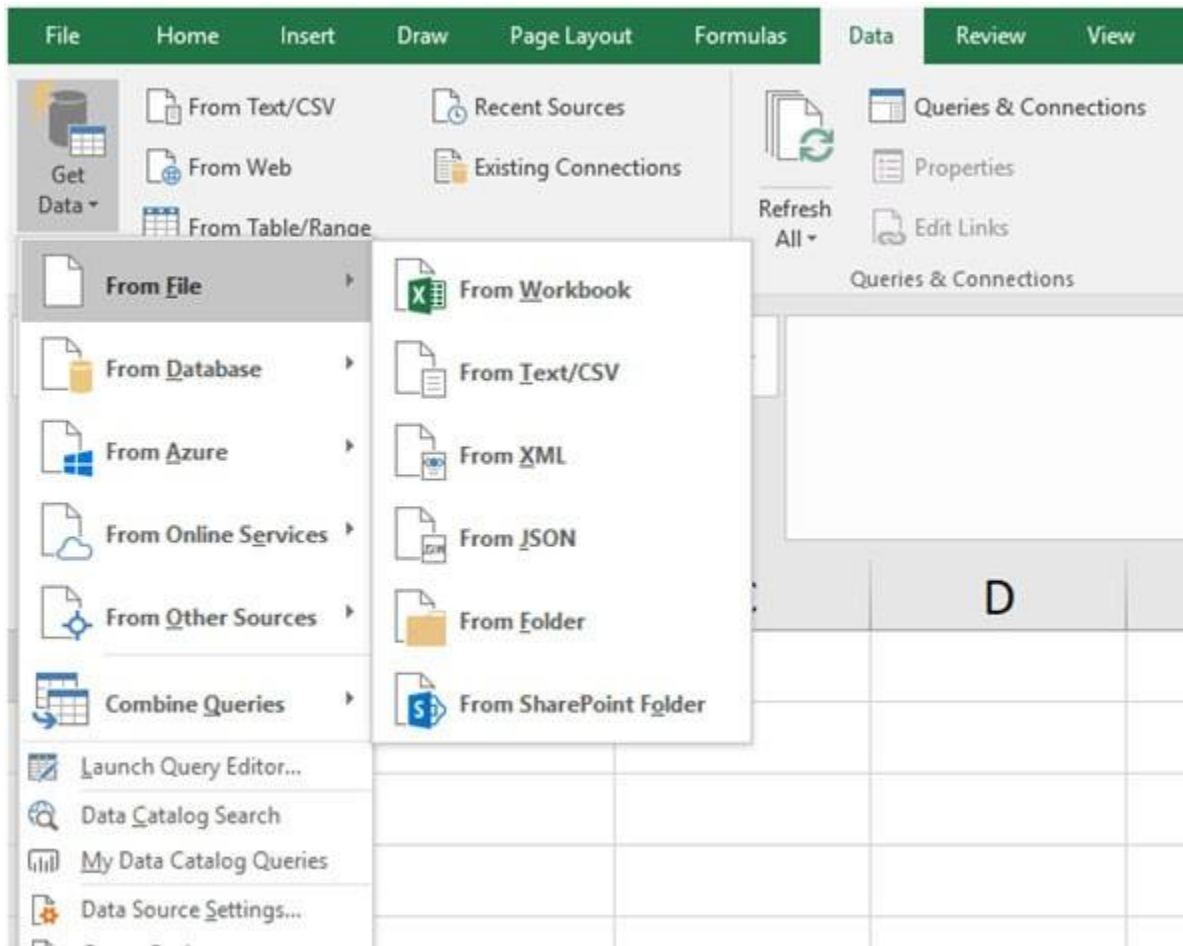 File Home Insert Draw Page Layout Formulas Data Review View
From Text/CSV
From Web
From Table/Range
Get
Data
Recent Sources
Existing Connections
Refresh
All
Queries & Connections
Properties
Edit Links
Queries & Connections
From File
From Database
From Azure
From Online Services
From Other Sources
Combine Queries
Launch Query Editor...
Data Catalog Search
My Data Catalog Queries
Data Source Settings...
From Workbook
From Text/CSV
From XML
From JSON
From Folder
From SharePoint Folder
D